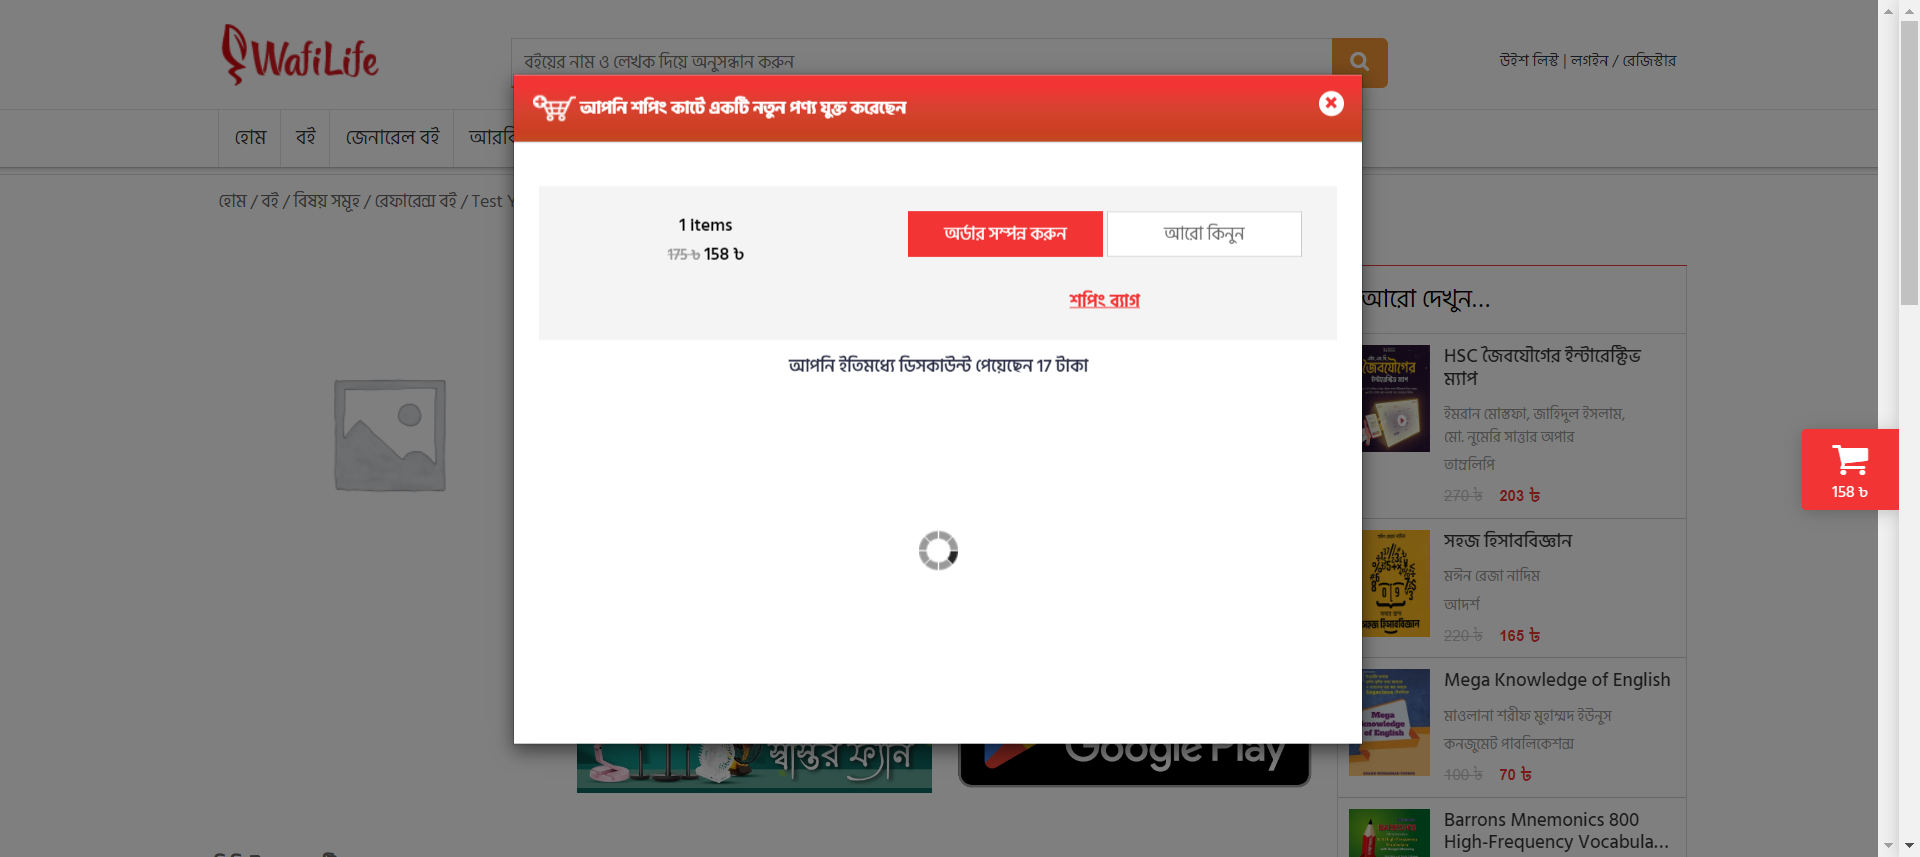 WafiLife
বইয়ের নাম ও লেখক দিয়ে অনুসন্ধান করুন
উইশ লিস্ট | লগইন / রেজিস্টার
হোম
বই
জেনারেল বই
হোম / বই / বিষয় সমূহ / রেফারেন্স বই / Test Y
আপনি শপিং কার্টে একটি নতুন পণ্য যুক্ত করেছেন
1 Items
175 ৳ 158 ৳
অর্ডার সম্পন্ন করুন
আরো কিনুন
শপিং ব্যাগ
আপনি ইতিমধ্যে ডিসকাউন্ট পেয়েছেন 17 টাকা
আরো দেখুন...
HSC জৈবযৌগের ইন্টারেক্টিভ
ম্যাপ
ইমরান মোস্তফা, জাহিদুল ইসলাম,
মো. নুমেরি সাত্তার অপার
তাম্রলিপি
270 ৳ 203 ৳
সহজ হিসাববিজ্ঞান
মঈন রেজা নাদিম
আদর্শ
220 ৳ 165 ৳
Mega Knowledge of English
মাওলানা শরীফ মুহাম্মদ ইউনুস
কনজুমেট পাবলিকেশন্স
100 ৳ 70 ৳
Barrons Mnemonics 800
High-Frequency Vocabula...
158 ৳
স্বস্তির ফ্যান
Google Play